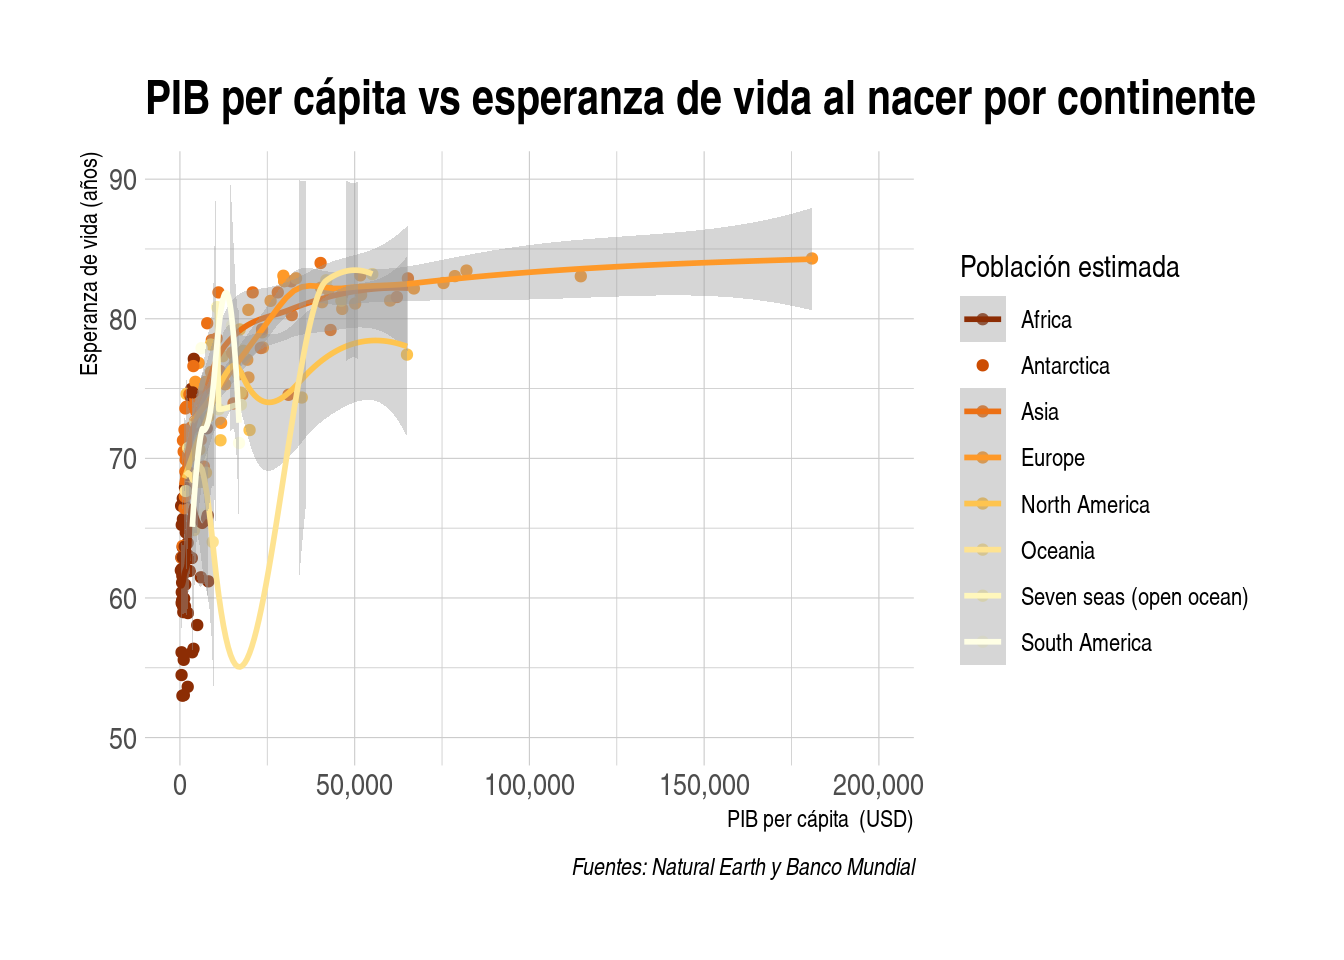 PIB per cápita vs esperanza de vida al nacer por continente
Esperanza de vida (años)
90
80
70
60
50
0
50,000
100,000
150,000
200,000
PIB per cápita  (USD)
Población estimada
Africa
Antarctica
Asia
Europe
North America
Oceania
Seven seas (open ocean)
South America
Fuentes: Natural Earth y Banco Mundial